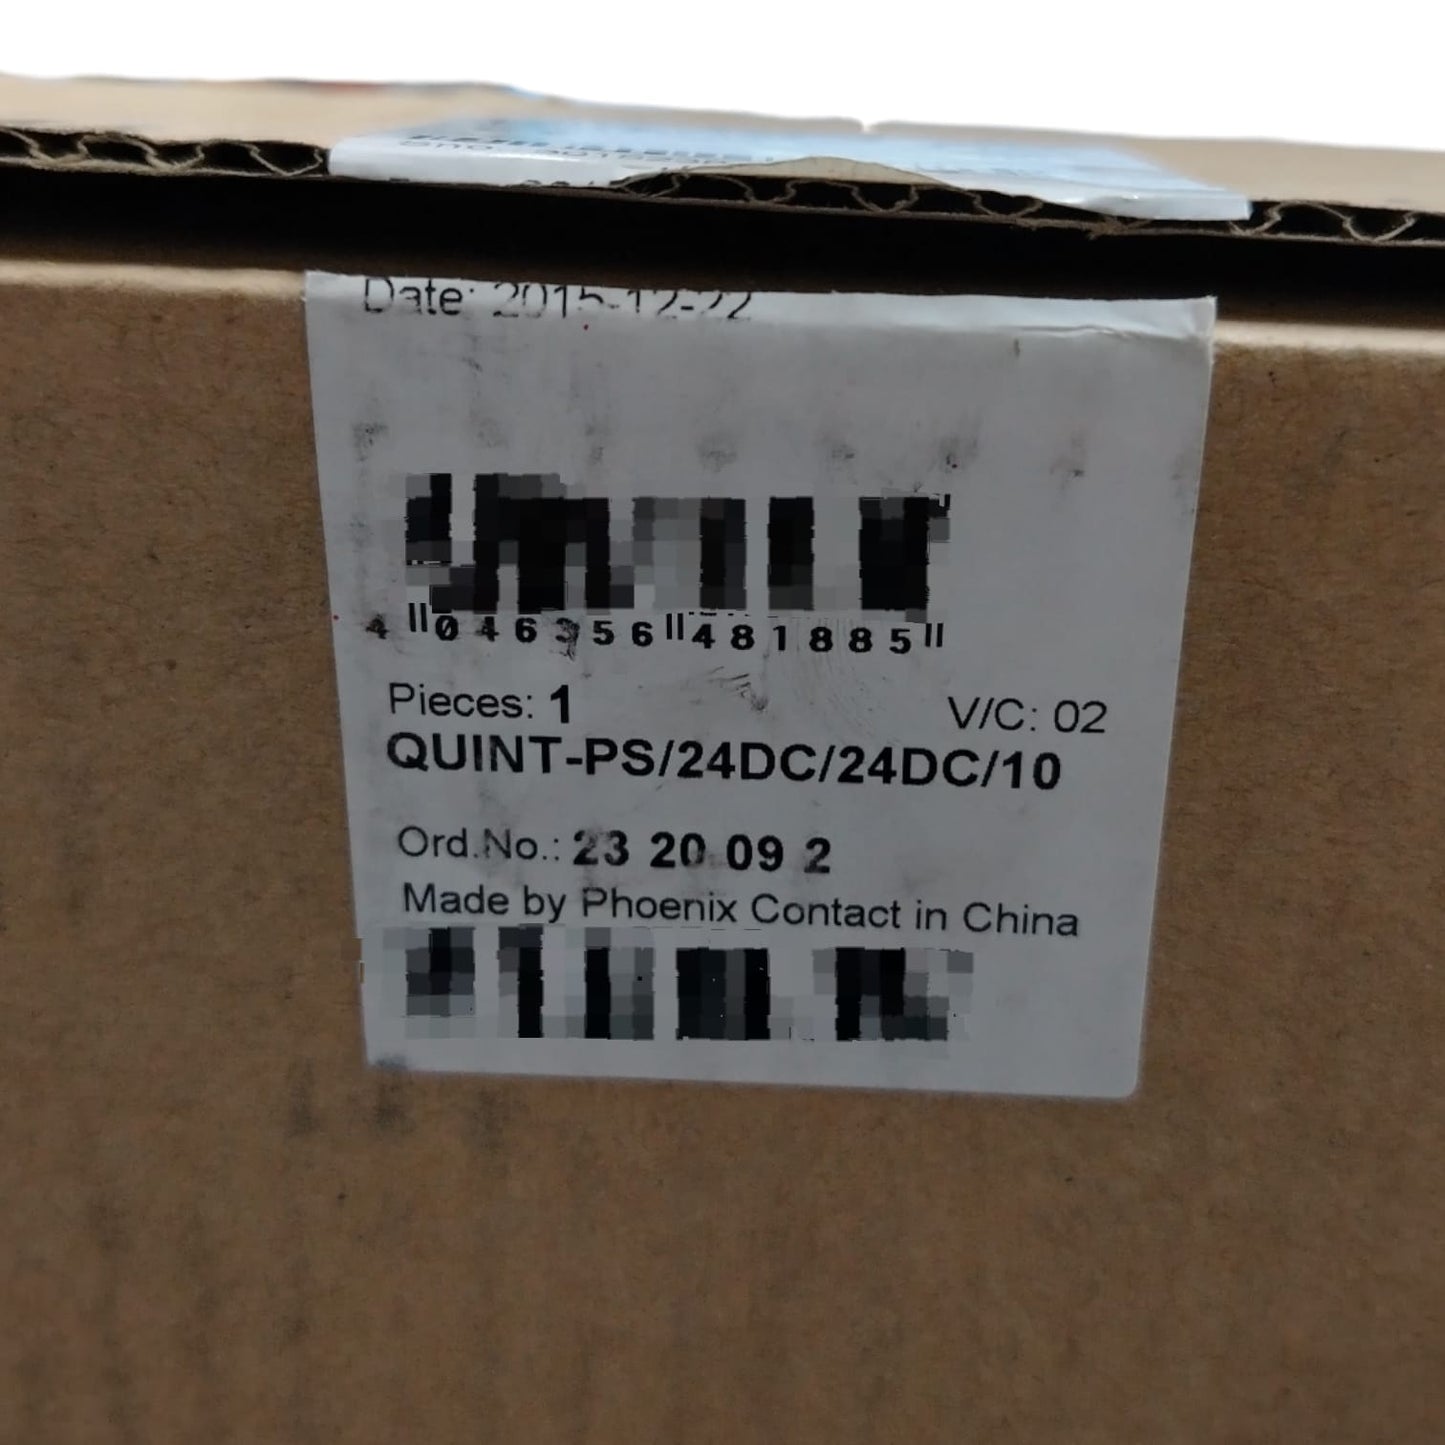 Date: 2015-12-22
4 046356 481885
Pieces: 1
V/C: 02
QUINT-PS/24DC/24DC/10
Ord.No.: 23 20 09 2
Made by Phoenix Contact in China